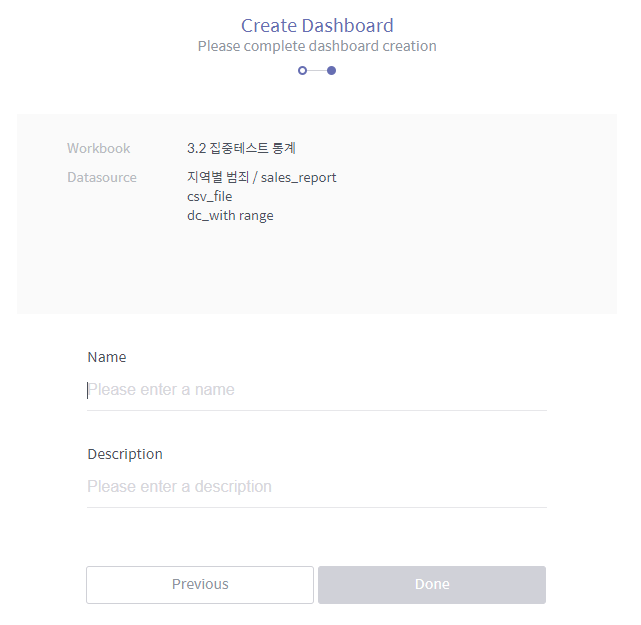 Create Dashboard
Please complete dashboard creation
Workbook 3.2 집중테스트 통계
Datasource 지역별 범죄 / sales_report
csv_file
dc_with range
Name
Please enter a name
Description
Please enter a description
Previous Done